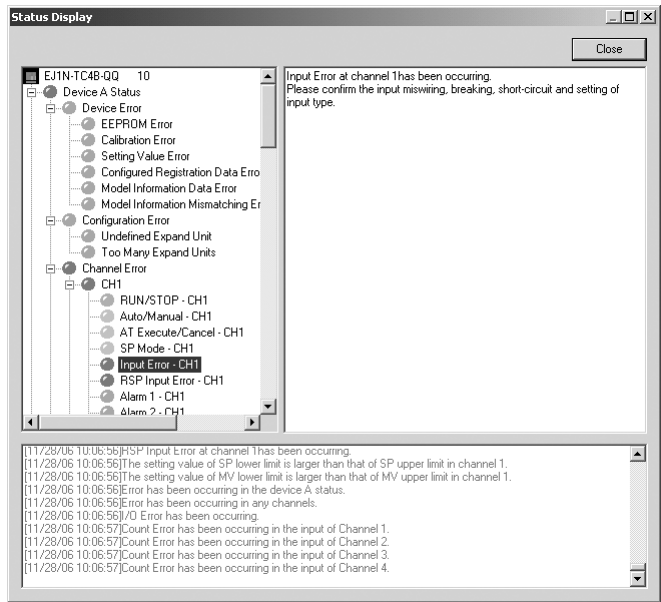 Status Display
Close
EJ1N-TC4B-QQ 10
Device A Status
Device Error
EEPROM Error
Calibration Error
Setting Value Error
Configured Registration Data Erro
Model Information Data Error
Model Information Mismatching Er
Configuration Error
Undefined Expand Unit
Too Many Expand Units
Channel Error
CH1
RUN/STOP - CH1
Auto/Manual - CH1
AT Execute/Cancel - CH1
SP Mode - CH1
Input Error - CH1
RSP Input Error - CH1
Alarm 1 - CH1
Alarm 2 - CH1
Input Error at channel 1has been occurring.
Please confirm the input miswiring, breaking, short-circuit and setting of
input type.
[11/28/06 10:06:56]RSP Input Error at channel 1has been occurring.
[11/28/06 10:06:56]The setting value of SP lower limit is larger than that of SP upper limit in channel 1.
[11/28/06 10:06:56]The setting value of MV lower limit is larger than that of MV upper limit in channel 1.
[11/28/06 10:06:56]Error has been occurring in the device A status.
[11/28/06 10:06:56]Error has been occurring in any channels.
[11/28/06 10:06:56]I/O Error has been occurring.
[11/28/06 10:06:57]Count Error has been occurring in the input of Channel 1.
[11/28/06 10:06:57]Count Error has been occurring in the input of Channel 2.
[11/28/06 10:06:57]Count Error has been occurring in the input of Channel 3.
[11/28/06 10:06:57]Count Error has been occurring in the input of Channel 4.